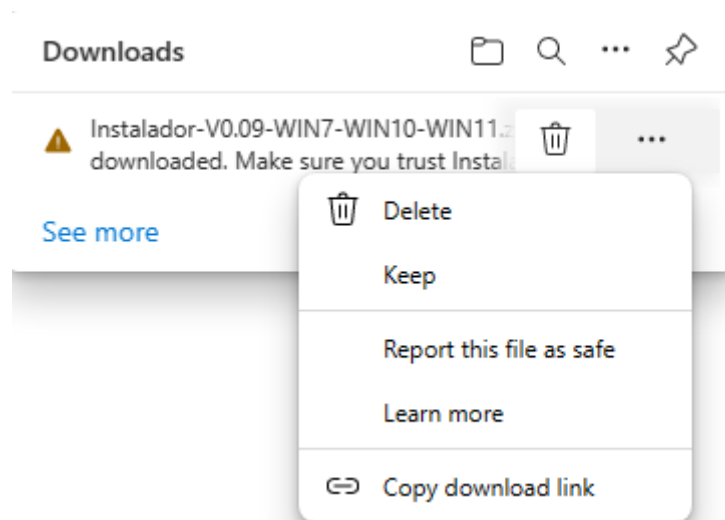 Downloads
Instalador-V0.09-WIN7-WIN10-WIN11.z
downloaded. Make sure you trust Instal
See more
Delete
Keep
Report this file as safe
Learn more
Copy download link